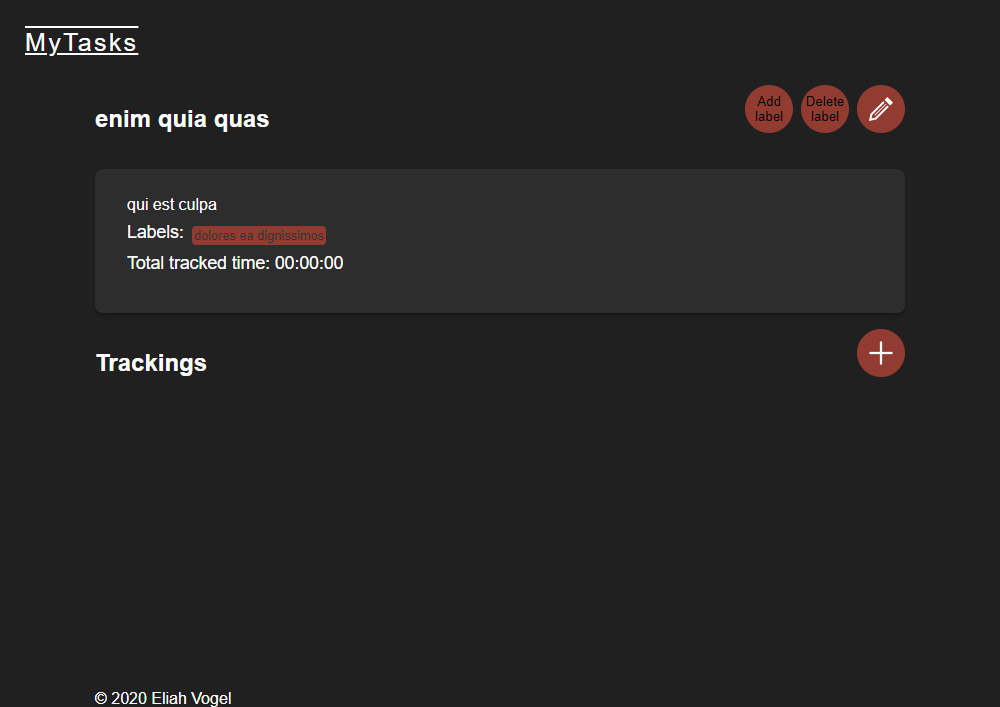 MyTasks
enim quia quas
Add
label
Delete
label
qui est culpa
Labels: dolores ea dignissimos
Total tracked time: 00:00:00
Trackings
© 2020 Eliah Vogel